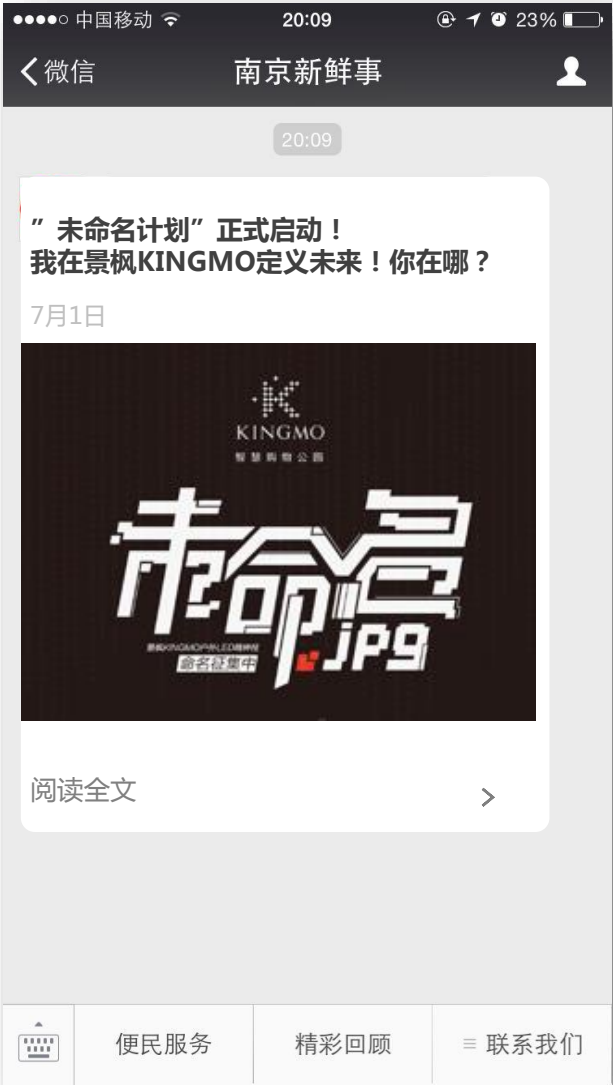 中国移动
20:09
23%
微信
南京新鲜事
20:09
”未命名计划”正式启动！
我在景枫KINGMO定义未来！你在哪？
7月1日
KINGMO
智慧购物公园
未命名
.jpg
命名征集中
阅读全文
便民服务
精彩回顾
联系我们